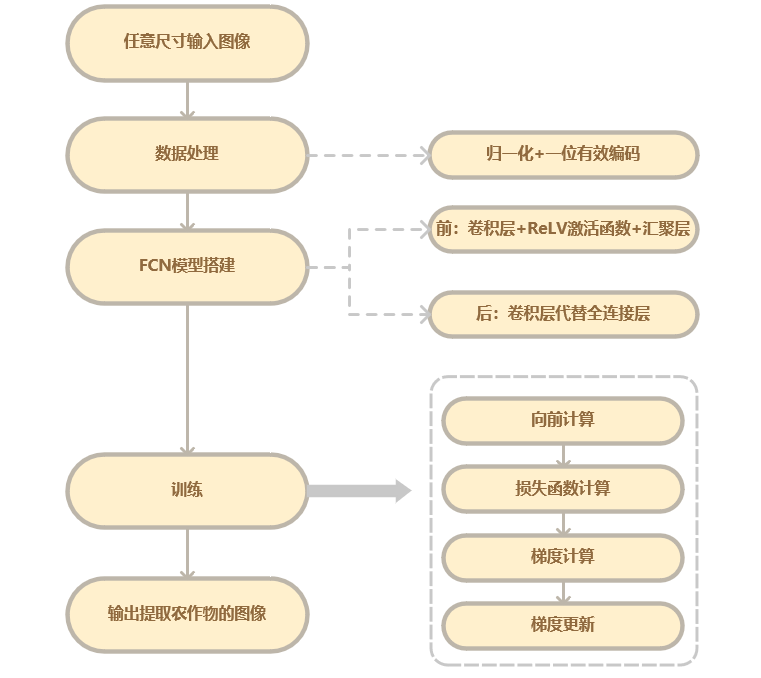 任意尺寸输入图像
数据处理
归一化+一位有效编码
FCN模型搭建
前：卷积层+ReLV激活函数+汇聚层
后：卷积层代替全连接层
训练
向前计算
损失函数计算
梯度计算
梯度更新
输出提取农作物的图像